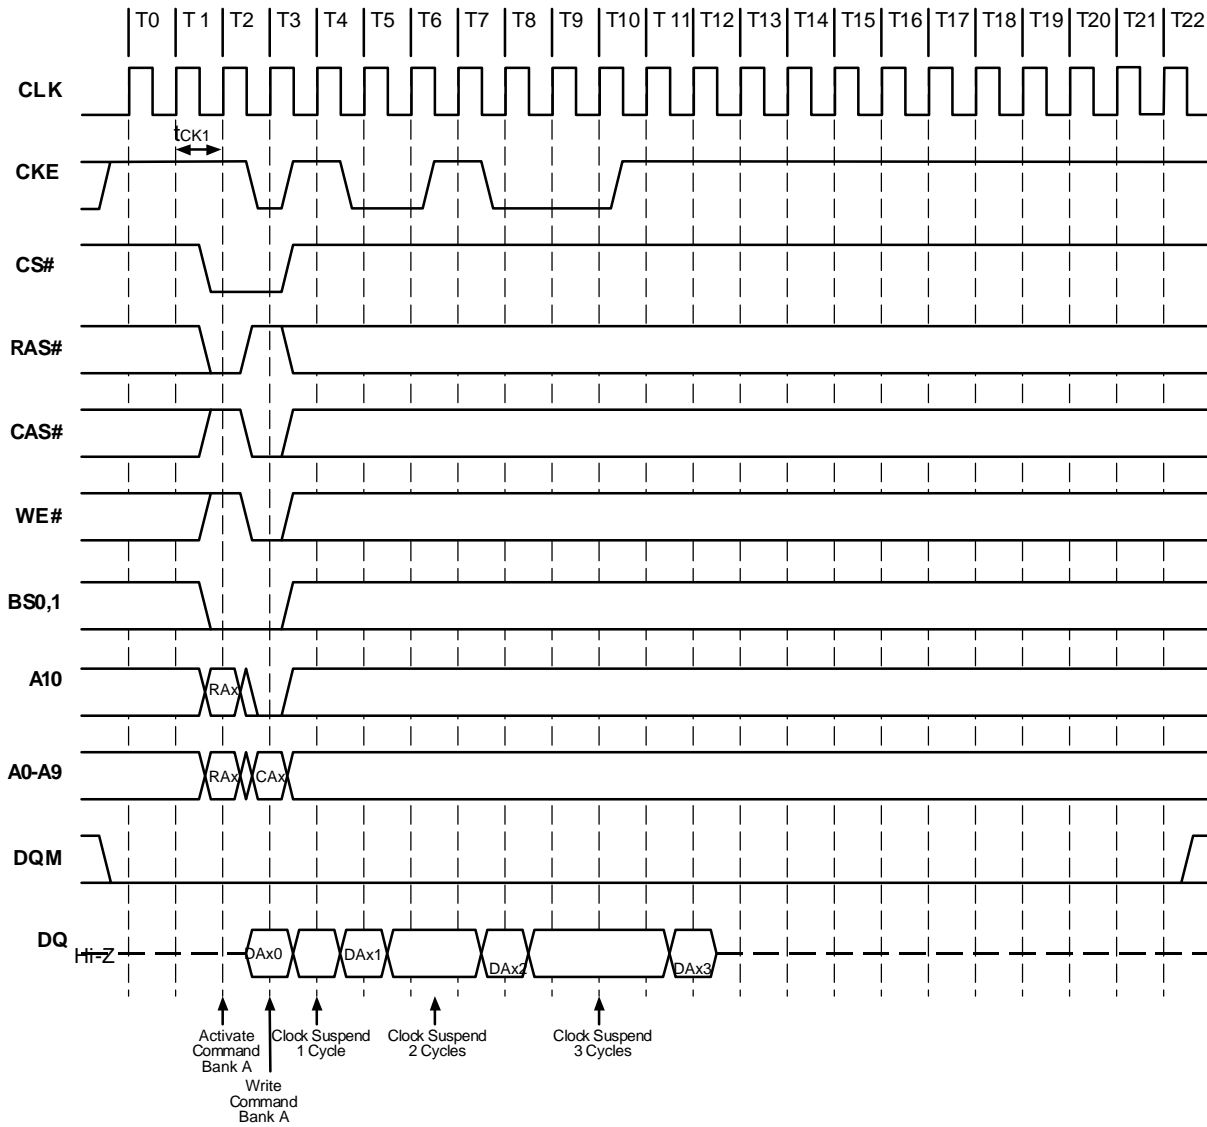 T0 T 1 T2 T3 T4 T5 T6 T7 T8 T9 T10 T 11 T12 T13 T14 T15 T16 T17 T18 T19 T20 T21 T22
CLK
tCK1
CKE
CS#
RAS#
CAS#
WE#
BS0,1
A10
RAx
A0-A9
RAx CAx
DQM
DQ
Hi-Z
DAx0 DAx1 DAx2 DAx3
Activate
Command
Bank A
Write
Command
Bank A
Clock Suspend
1 Cycle
Clock Suspend
2 Cycles
Clock Suspend
3 Cycles